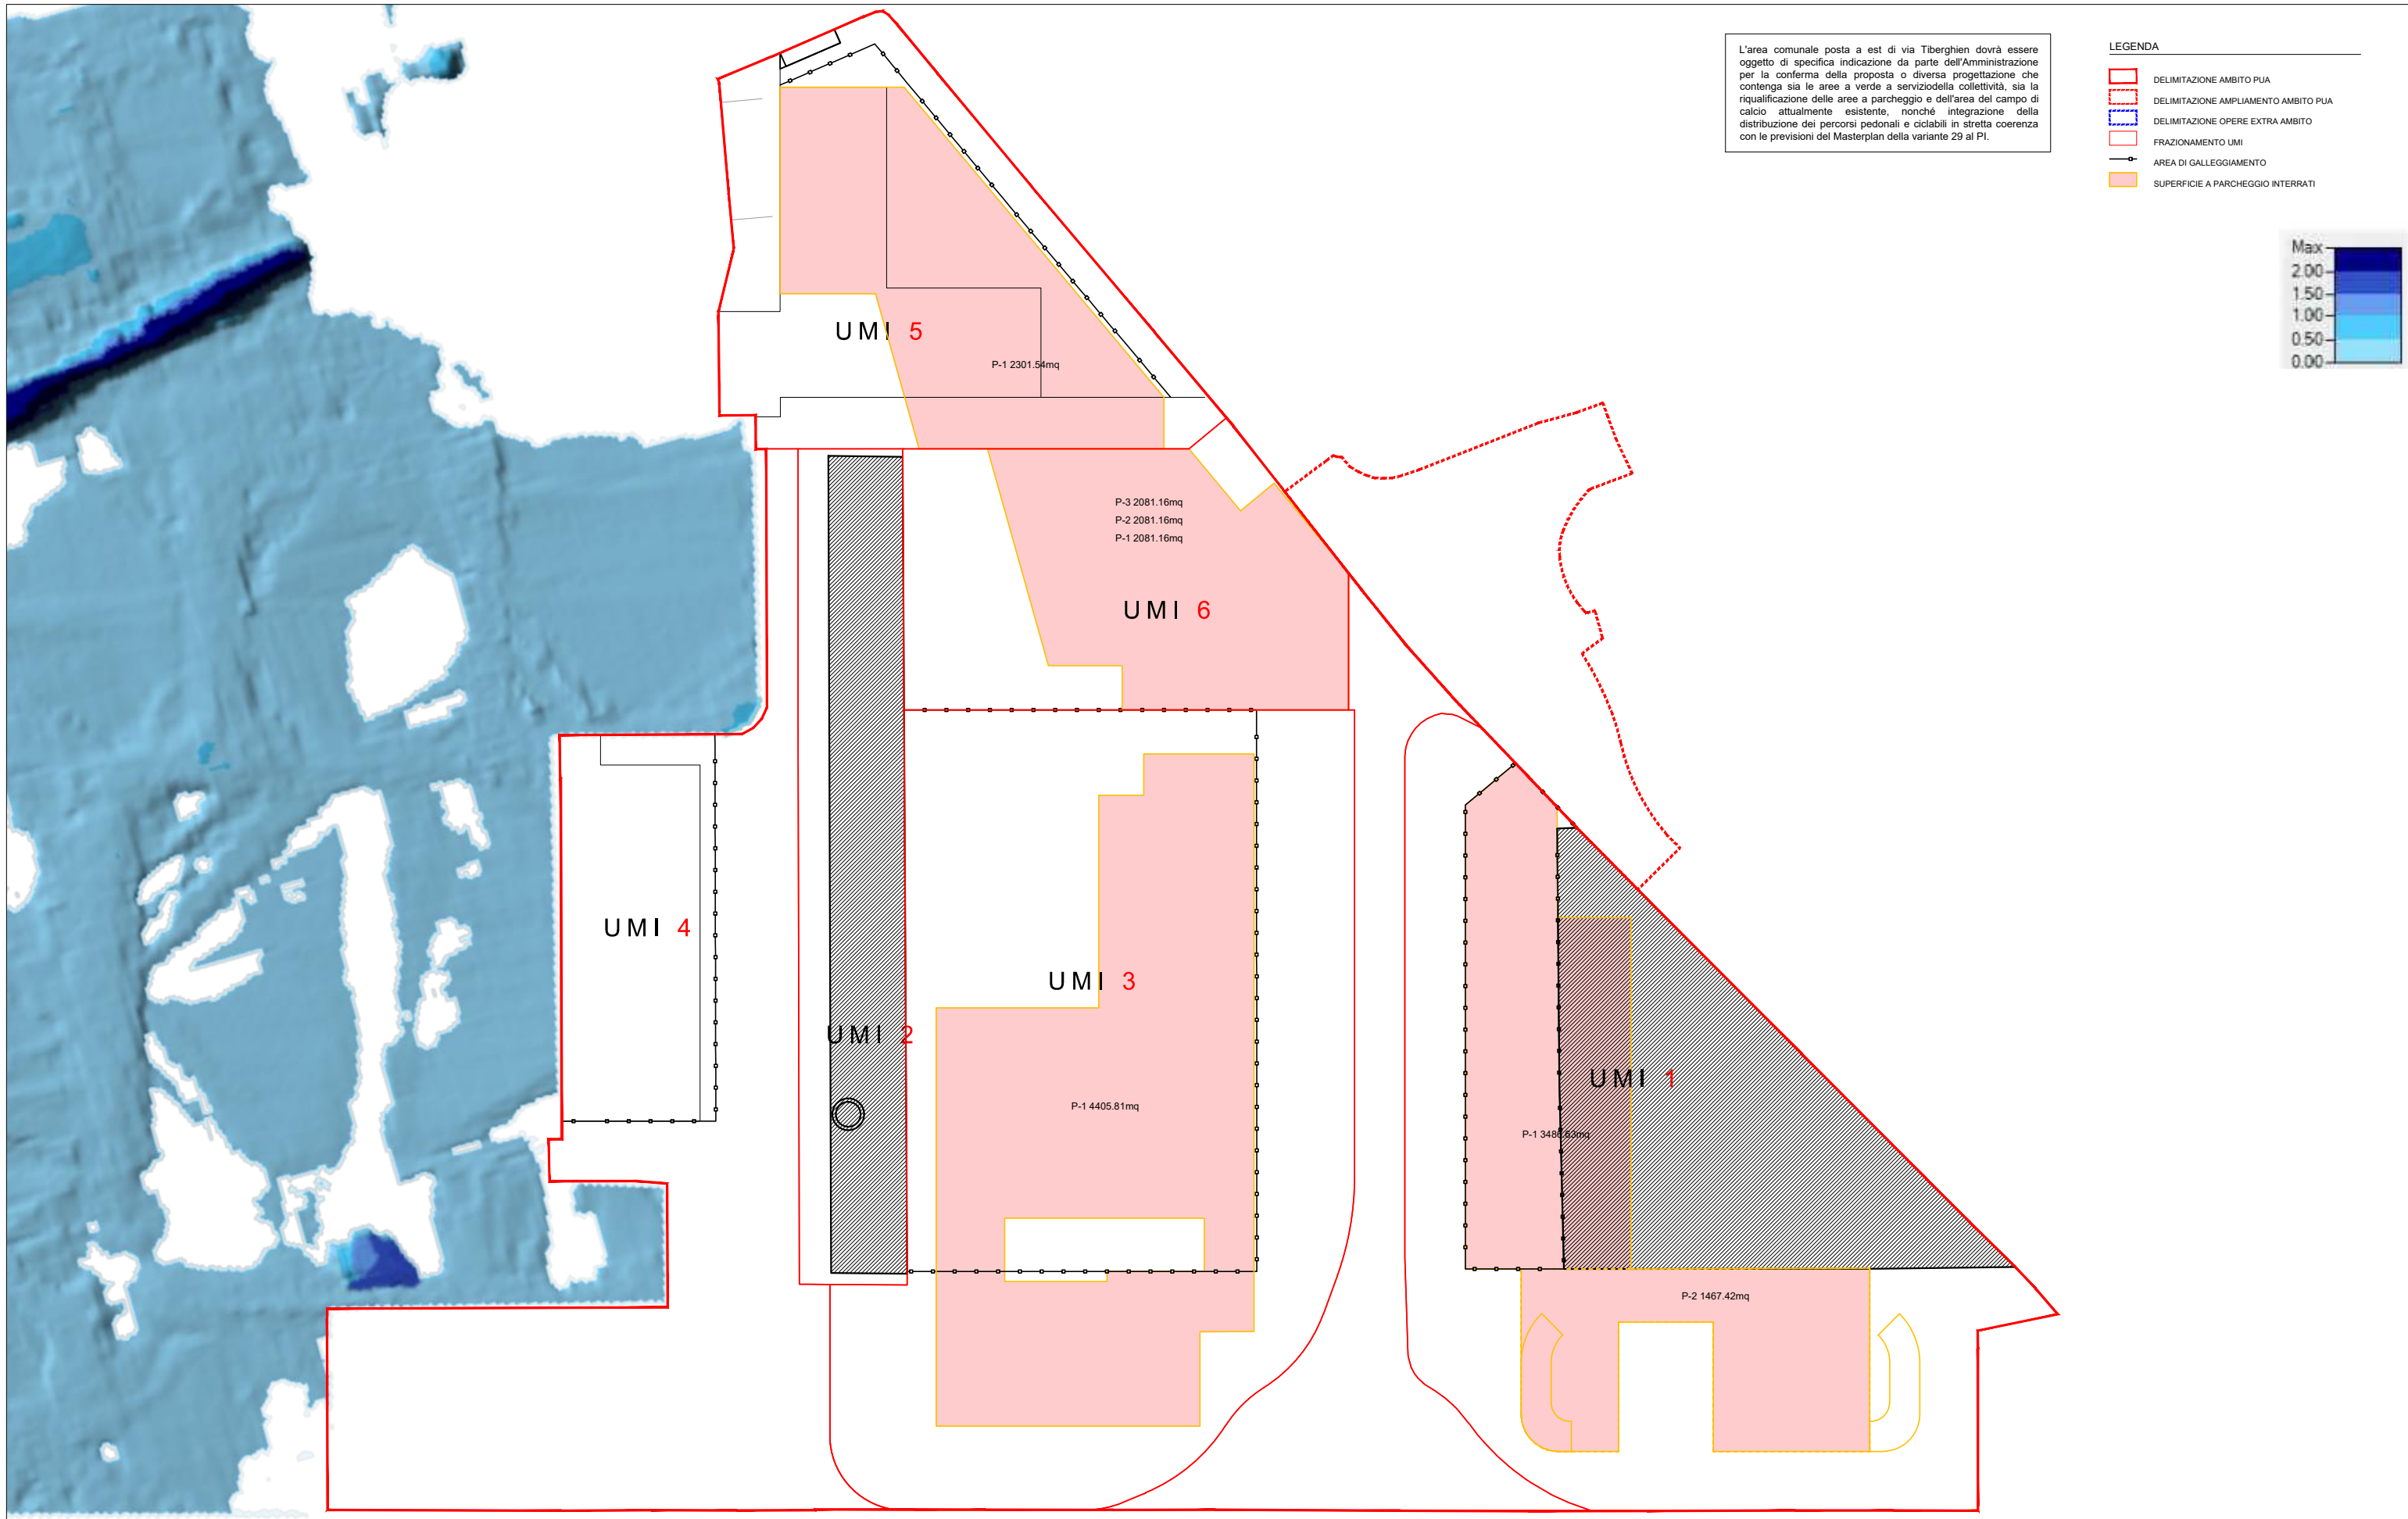 L'area comunale posta a est di via Tiberghien dovrà essere
oggetto di specifica indicazione da parte dell'Amministrazione
per la conferma della proposta o diversa progettazione che
contenga sia le aree a verde a serviziodella collettività, sia la
riqualificazione delle aree a parcheggio e dell'area del campo di
calcio attualmente esistente, nonché integrazione della
distribuzione dei percorsi pedonali e ciclabili in stretta coerenza
con le previsioni del Masterplan della variante 29 al PI.
LEGENDA
DELIMITAZIONE AMBITO PUA
DELIMITAZIONE AMPLIAMENTO AMBITO PUA
DELIMITAZIONE OPERE EXTRA AMBITO
FRAZIONAMENTO UMI
AREA DI GALLEGGIAMENTO
SUPERFICIE A PARCHEGGIO INTERRATI
Max
2.00
1.50
1.00
0.50
0.00
UMI 5
P-1 2301.54mq
P-3 2081.16mq
P-2 2081.16mq
P-1 2081.16mq
UMI 6
UMI 4
UMI 3
UMI 2
UMI 1
P-1 4405.81mq
P-1 3486.63mq
P-2 1467.42mq